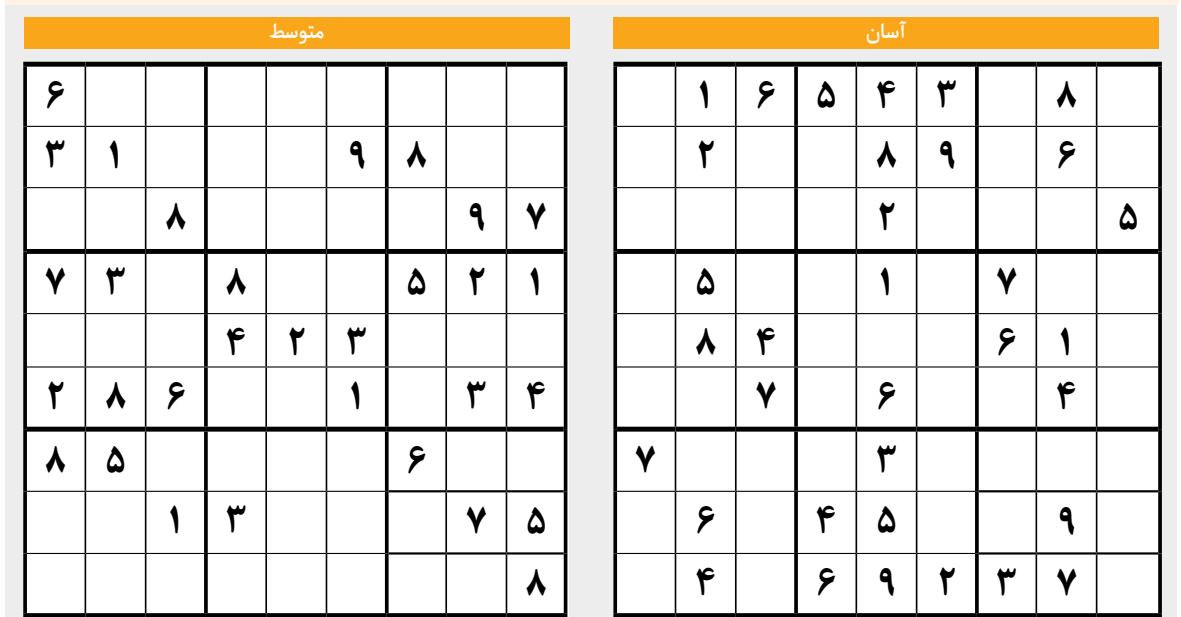 آسان
۱ ۶ ۵ ۴ ۳ ۸
۲ ۸ ۹ ۶
۲ ۵
۵ ۱ ۷
۸ ۴ ۶ ۱
۷ ۶ ۴
۷ ۳
۶ ۴ ۵ ۹
۴ ۶ ۹ ۲ ۳ ۷
متوسط
۶
۳ ۱ ۹ ۸
۸ ۹ ۷
۷ ۳ ۸ ۵ ۲ ۱
۴ ۲ ۳
۲ ۸ ۶ ۱ ۳ ۴
۸ ۵ ۶
۱ ۳ ۷ ۵
۸